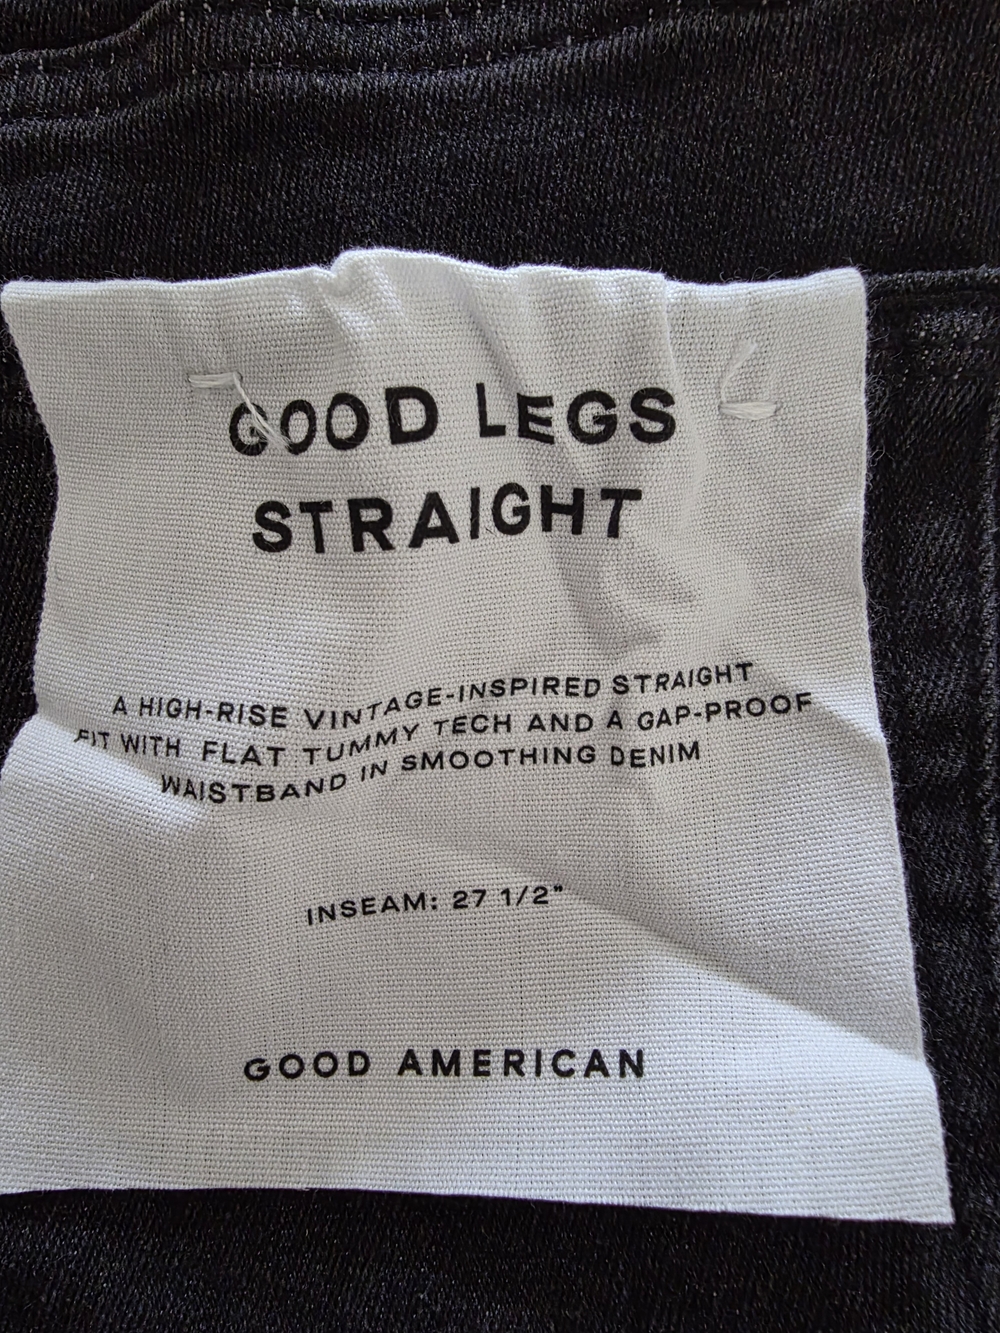 GOOD LEGS
STRAIGHT
A HIGH-RISE VINTAGE-INSPIRED STRAIGHT
FIT WITH FLAT TUMMY TECH AND A GAP-PROOF
WAISTBAND IN SMOOTHING DENIM
INSEAM: 27 1/2"
GOOD AMERICAN